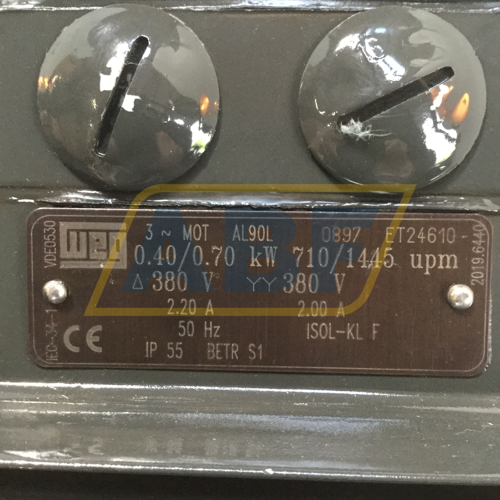 VDE0530
IEC-34-1
WEG
3 ~ MOT AL90L 0897 ET24610-
0.40/0.70 kW 710/1445 upm
Δ 380 V YY 380 V
2.20 A 2.00 A
50 Hz ISOL-KL F
IP 55 BETR S1
CE
2019.6440
ABF